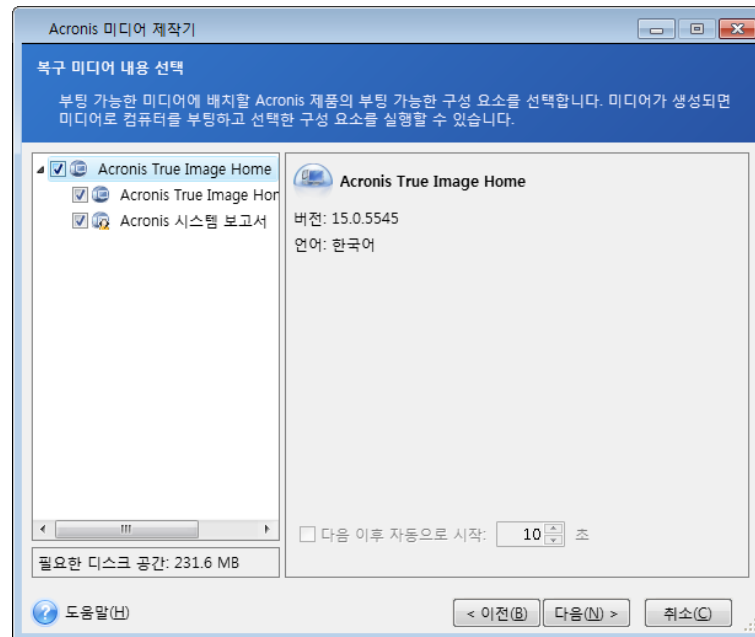 Acronis 미디어 제작기
복구 미디어 내용 선택
부팅 가능한 미디어에 배치할 Acronis 제품의 부팅 가능한 구성 요소를 선택합니다. 미디어가 생성되면
미디어로 컴퓨터를 부팅하고 선택한 구성 요소를 실행할 수 있습니다.
Acronis True Image Home
Acronis True Image Hor
Acronis 시스템 보고서
필요한 디스크 공간: 231.6 MB
Acronis True Image Home
버전: 15.0.5545
언어: 한국어
다음 이후 자동으로 시작: 10 초
도움말(H)
< 이전(B) 다음(N) > 취소(C)